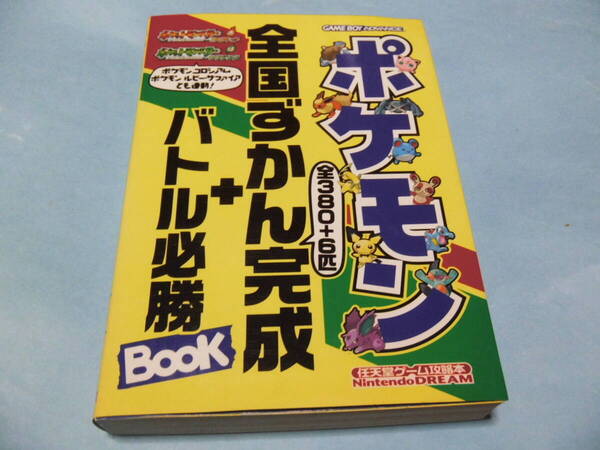 GAME BOY ADVANCE
ポケモン
全380+6匹
全国ずかん完成
+
バトル必勝
BOOK
ポケモンコロシアム
ポケモン ルビー・サファイア
とも連動!
任天堂ゲーム攻略本
Nintendo DREAM